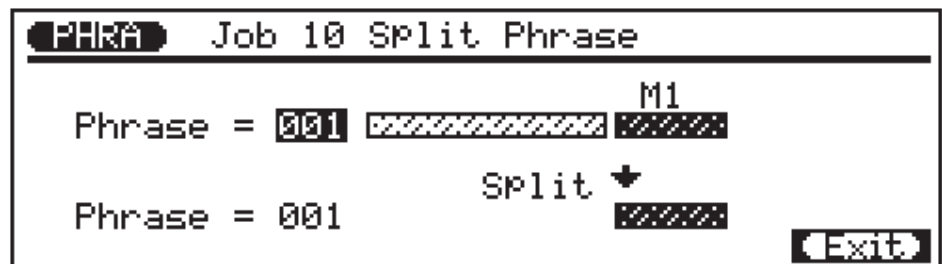 PHRA Job 10 Split Phrase
M1
Phrase = 001
Split
Phrase = 001
Exit